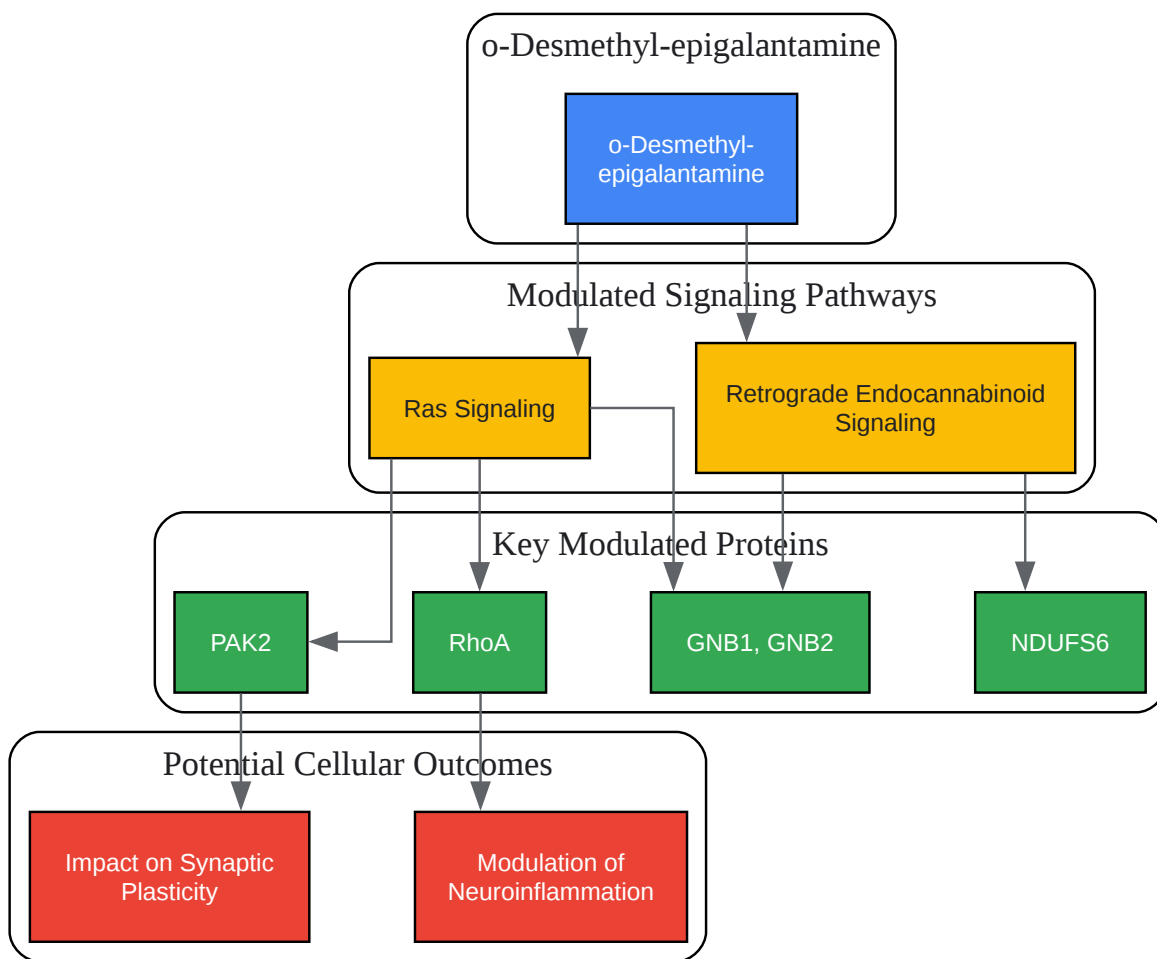 o-Desmethyl-epigalantamine
o-Desmethyl-
epigalantamine
Modulated Signaling Pathways
Ras Signaling
Retrograde Endocannabinoid
Signaling
Key Modulated Proteins
PAK2
RhoA
GNB1, GNB2
NDUFS6
Potential Cellular Outcomes
Impact on Synaptic
Plasticity
Modulation of
Neuroinflammation